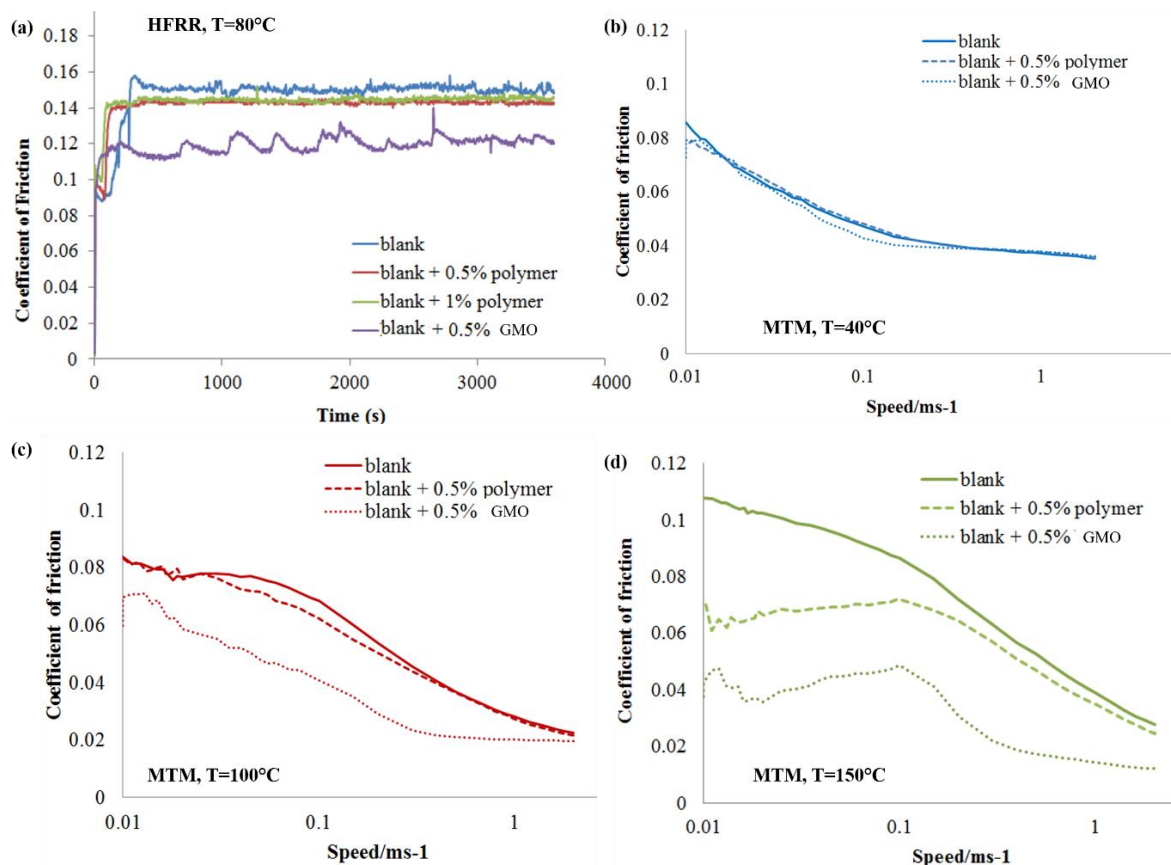 (a)
HFRR, T=80°C
0.18
0.16
0.14
0.12
0.1
0.08
0.06
0.04
0.02
0
Coefficient of Friction
blank
blank + 0.5% polymer
blank + 1% polymer
blank + 0.5% GMO
0 1000 2000 3000 4000
Time (s)
(b)
0.12
0.1
0.08
0.06
0.04
0.02
0
Coefficient of friction
blank
blank + 0.5% polymer
blank + 0.5% GMO
MTM, T=40°C
0.01 0.1 1
Speed/ms-1
(c)
0.12
0.1
0.08
0.06
0.04
0.02
0
Coefficient of friction
blank
blank + 0.5% polymer
blank + 0.5% GMO
MTM, T=100°C
0.01 0.1 1
Speed/ms-1
(d)
0.12
0.1
0.08
0.06
0.04
0.02
0
Coefficient of friction
blank
blank + 0.5% polymer
blank + 0.5% GMO
MTM, T=150°C
0.01 0.1 1
Speed/ms-1